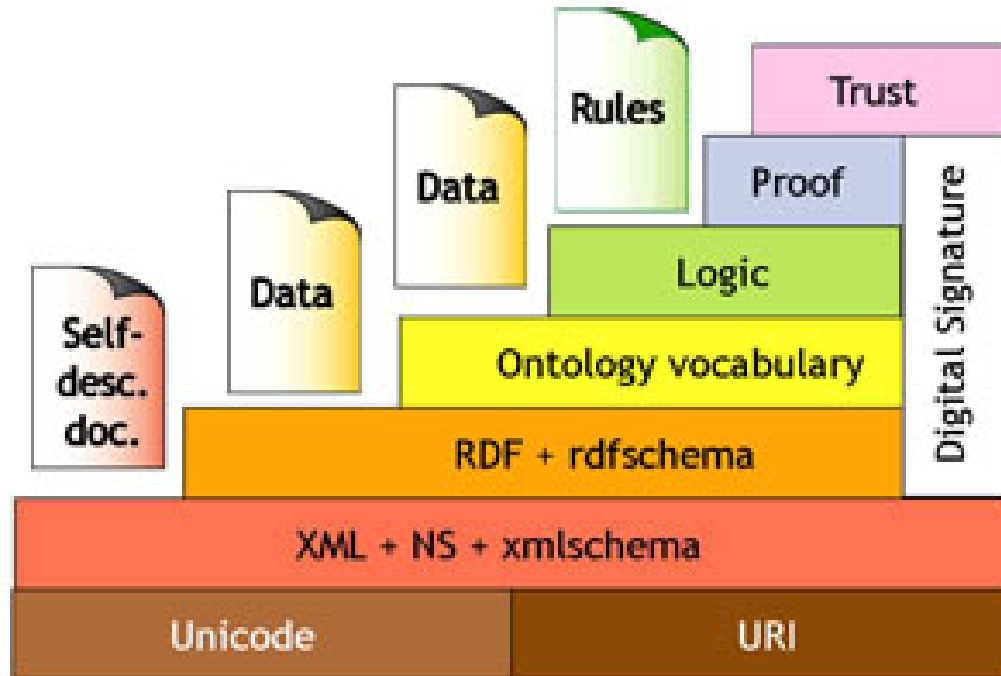 Rules
Trust
Data
Proof
Data
Logic
Self-
desc.
doc.
Ontology vocabulary
Digital Signature
RDF + rdfschema
XML + NS + xmlschema
Unicode
URI